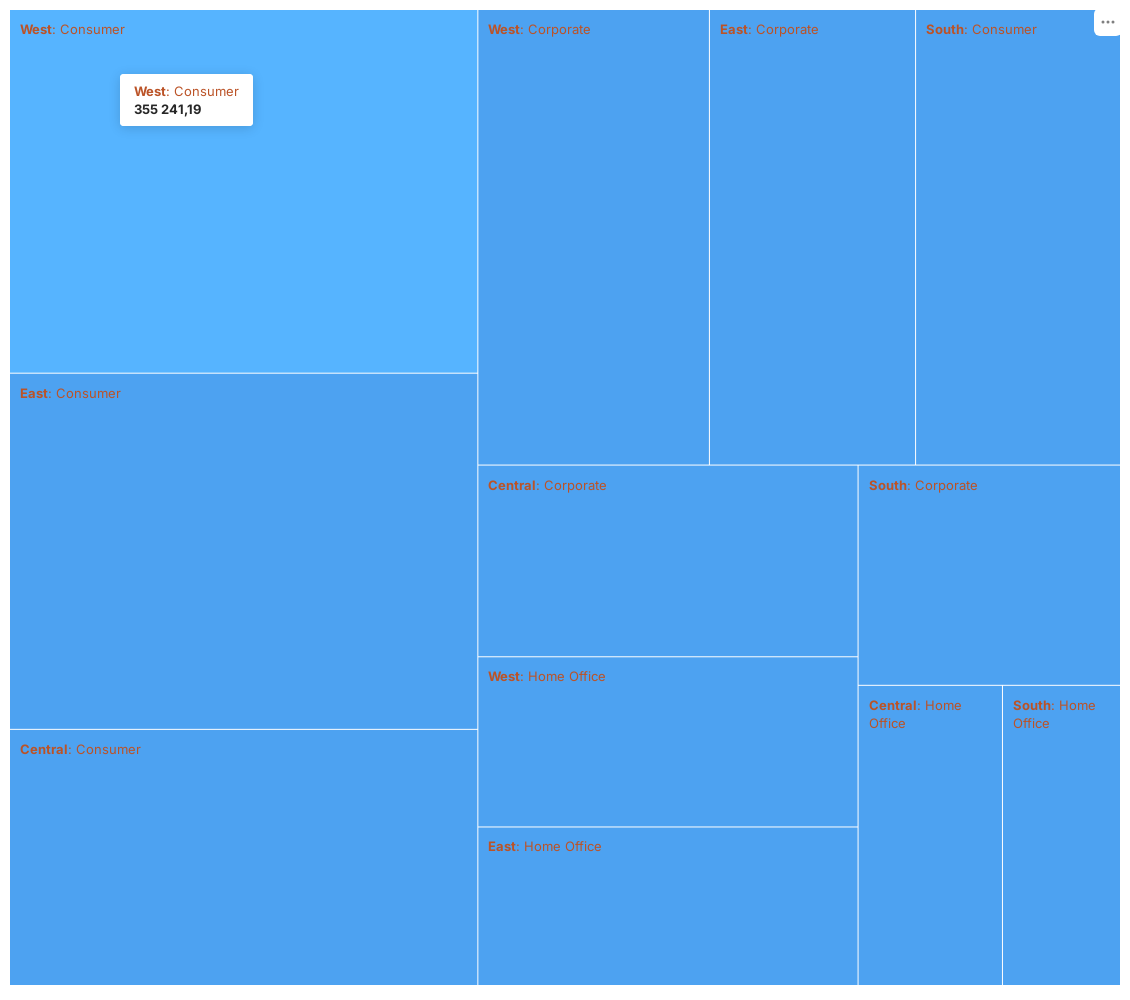 West: Consumer
West: Consumer
355 241,19
West: Corporate
East: Corporate
South: Consumer
East: Consumer
Central: Corporate
South: Corporate
West: Home Office
Central: Home
Office
South: Home
Office
Central: Consumer
East: Home Office